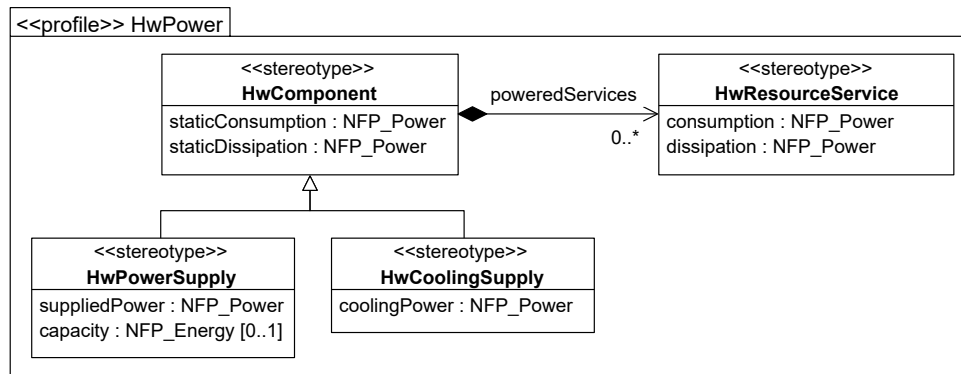 <<profile>> HwPower
<<stereotype>>
HwComponent
staticConsumption : NFP_Power
staticDissipation : NFP_Power
poweredServices
0..*
<<stereotype>>
HwResourceService
consumption : NFP_Power
dissipation : NFP_Power
<<stereotype>>
HwPowerSupply
suppliedPower : NFP_Power
capacity : NFP_Energy [0..1]
<<stereotype>>
HwCoolingSupply
coolingPower : NFP_Power